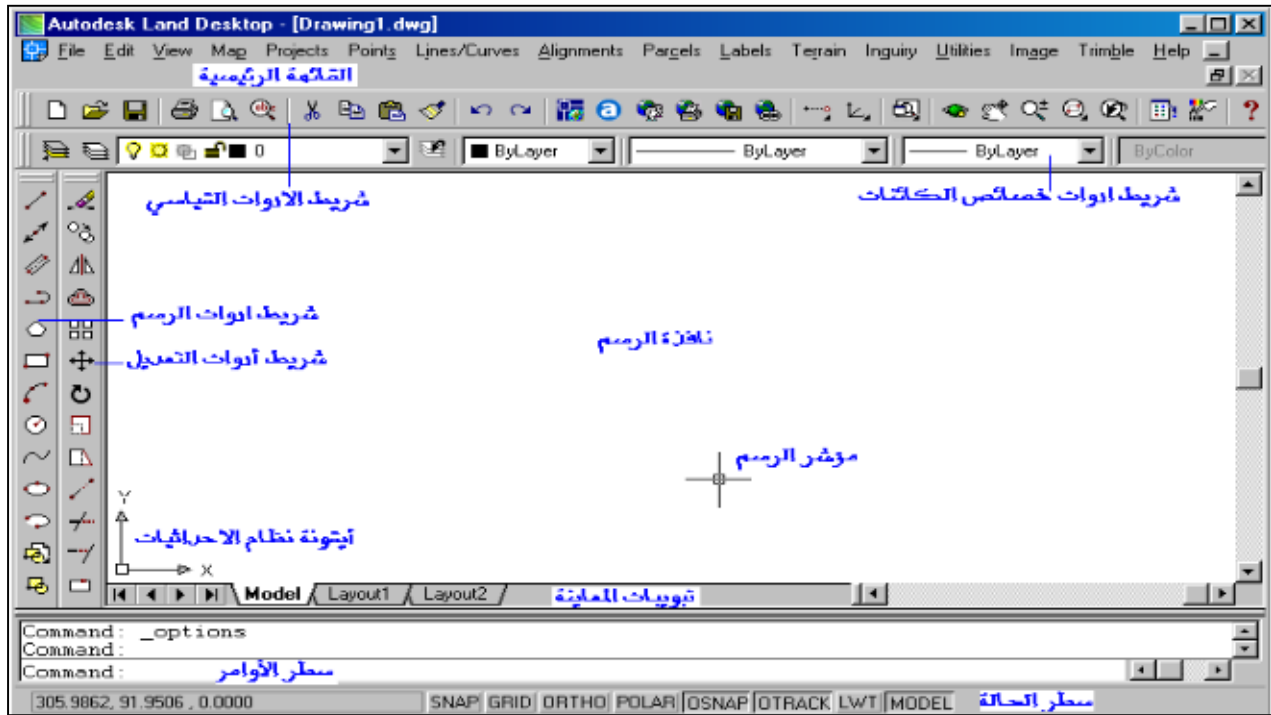 Autodesk Land Desktop - [Drawing1.dwg]
File Edit View Map Projects Points Lines/Curves Alignments Parcels Labels Terrain Inquiry Utilities Image Trimble Help
القائمة الرئيسية
0 ByLayer ByLayer ByLayer ByColor
شريط الادوات القياسي
شريط ادوات خصائص الكائنات
شريط ادوات الرسم
نافذة الرسم
شريط أدوات التعديل
مؤشر الرسم
Y
أيقونة نظام الاحداثيات
X
Model Layout1 Layout2 تبويبات المعاينة
Command: _options
Command:
Command: سطر الأوامر
305.9862, 91.9506 , 0.0000 SNAP GRID ORTHO POLAR OSNAP OTRACK LWT MODEL سطر الحالة